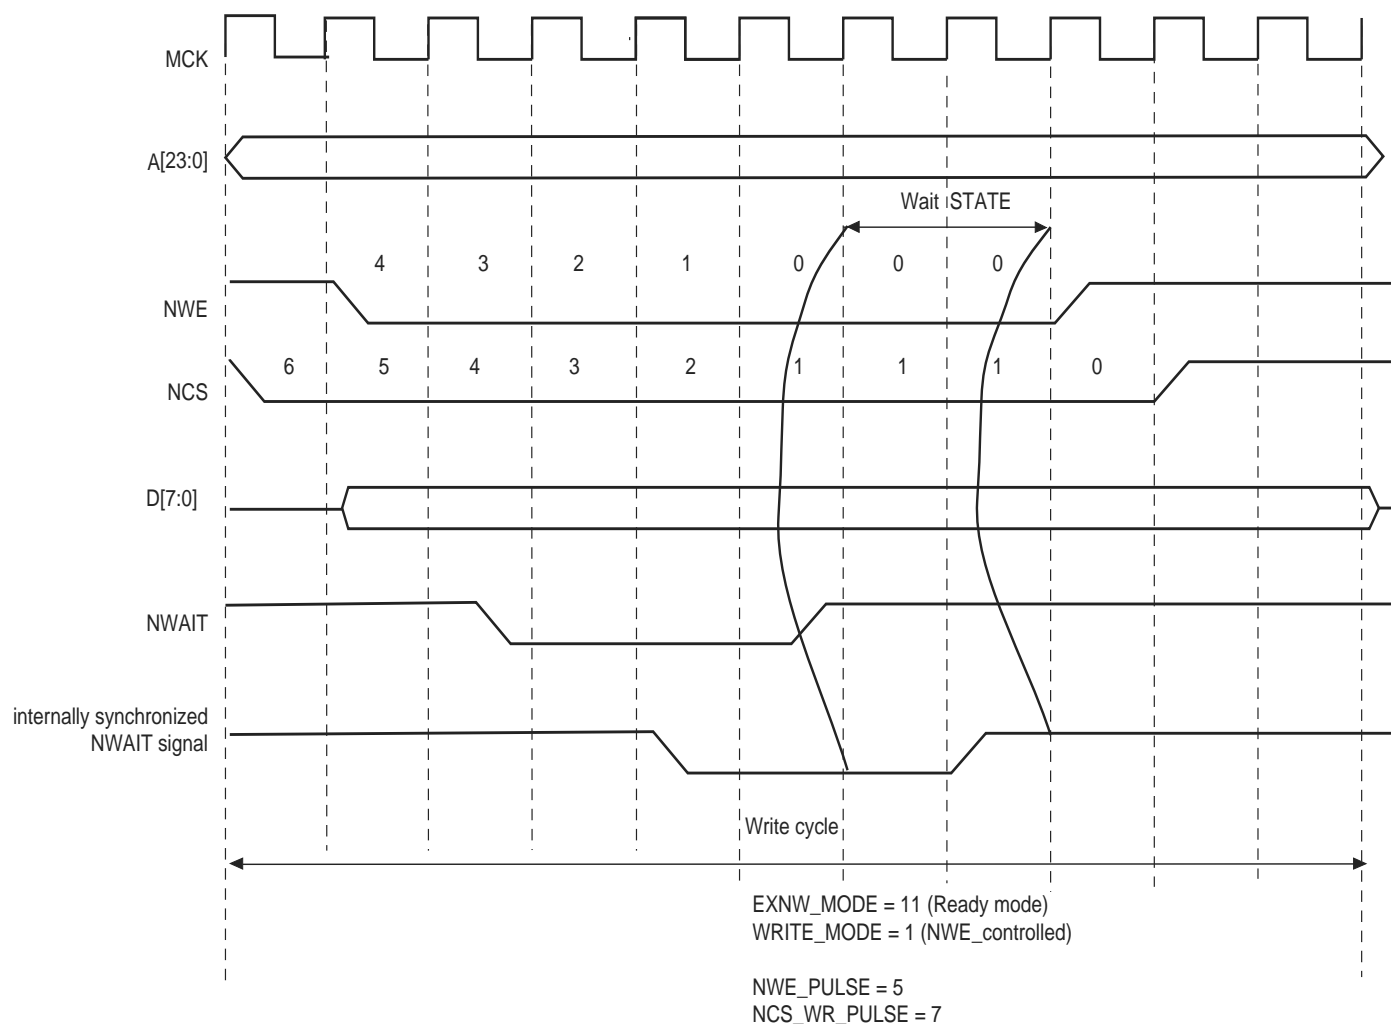 MCK
A[23:0]
Wait STATE
4 3 2 1 0 0 0
NWE
6 5 4 3 2 1 1 1 0
NCS
D[7:0]
NWAIT
internally synchronized
NWAIT signal
Write cycle
EXNW_MODE = 11 (Ready mode)
WRITE_MODE = 1 (NWE_controlled)
NWE_PULSE = 5
NCS_WR_PULSE = 7